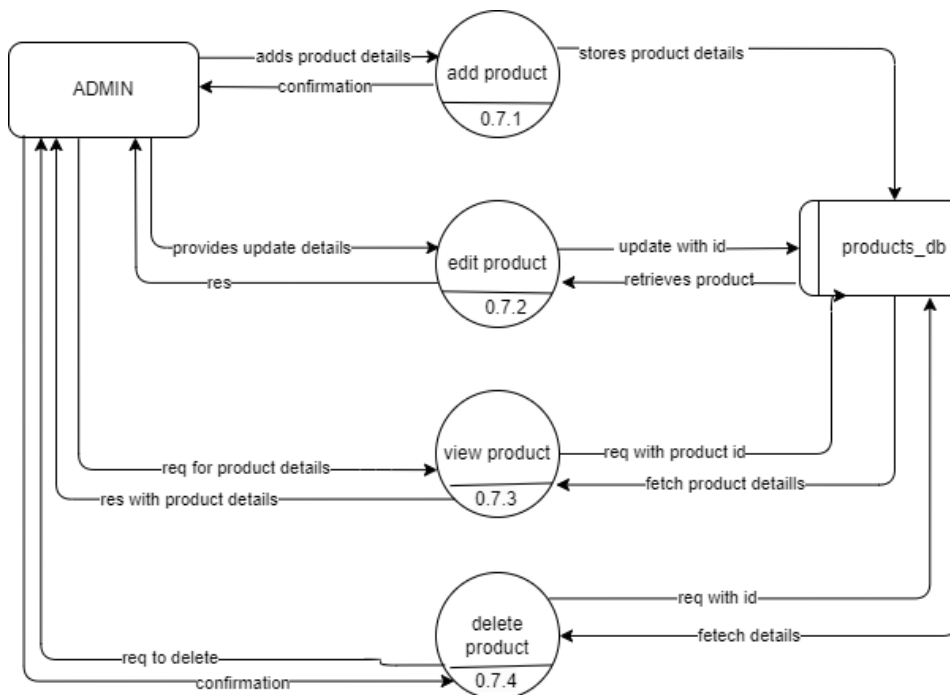 ADMIN
adds product details
confirmation
add product
0.7.1
stores product details
provides update details
res
edit product
0.7.2
update with id
retrieves product
products_db
req for product details
res with product details
view product
0.7.3
req with product id
fetch product detaills
req to delete
confirmation
delete
product
0.7.4
req with id
fetech details